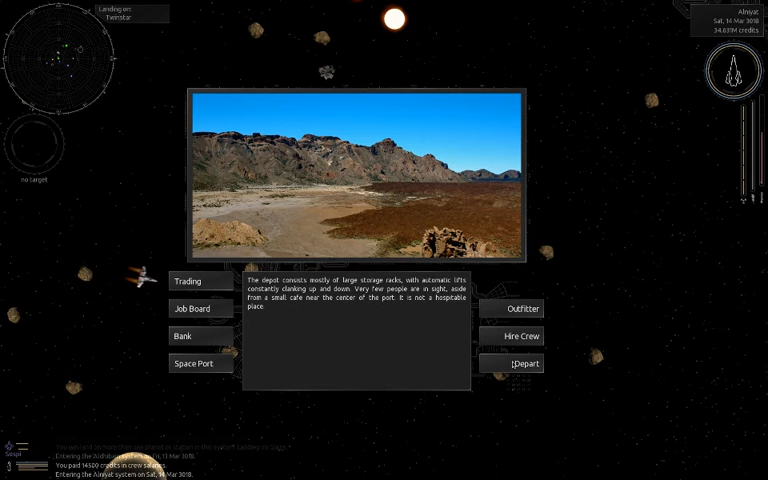 Landing on:
Twinstar
Alniyat
Sat, 14 Mar 3018
34.631M credits
no target
Trading
Job Board
Bank
Space Port
The depot consists mostly of large storage racks, with automatic lifts
constantly clanking up and down. Very few people are in sight, aside
from a small cafe near the center of the port. It is not a hospitable
place.
Outfitter
Hire Crew
Depart
Entering the Aldhibain system on Fri, 13 Mar 3018.
You paid 14500 credits in crew salaries.
Entering the Alniyat system on Sat, 14 Mar 3018.